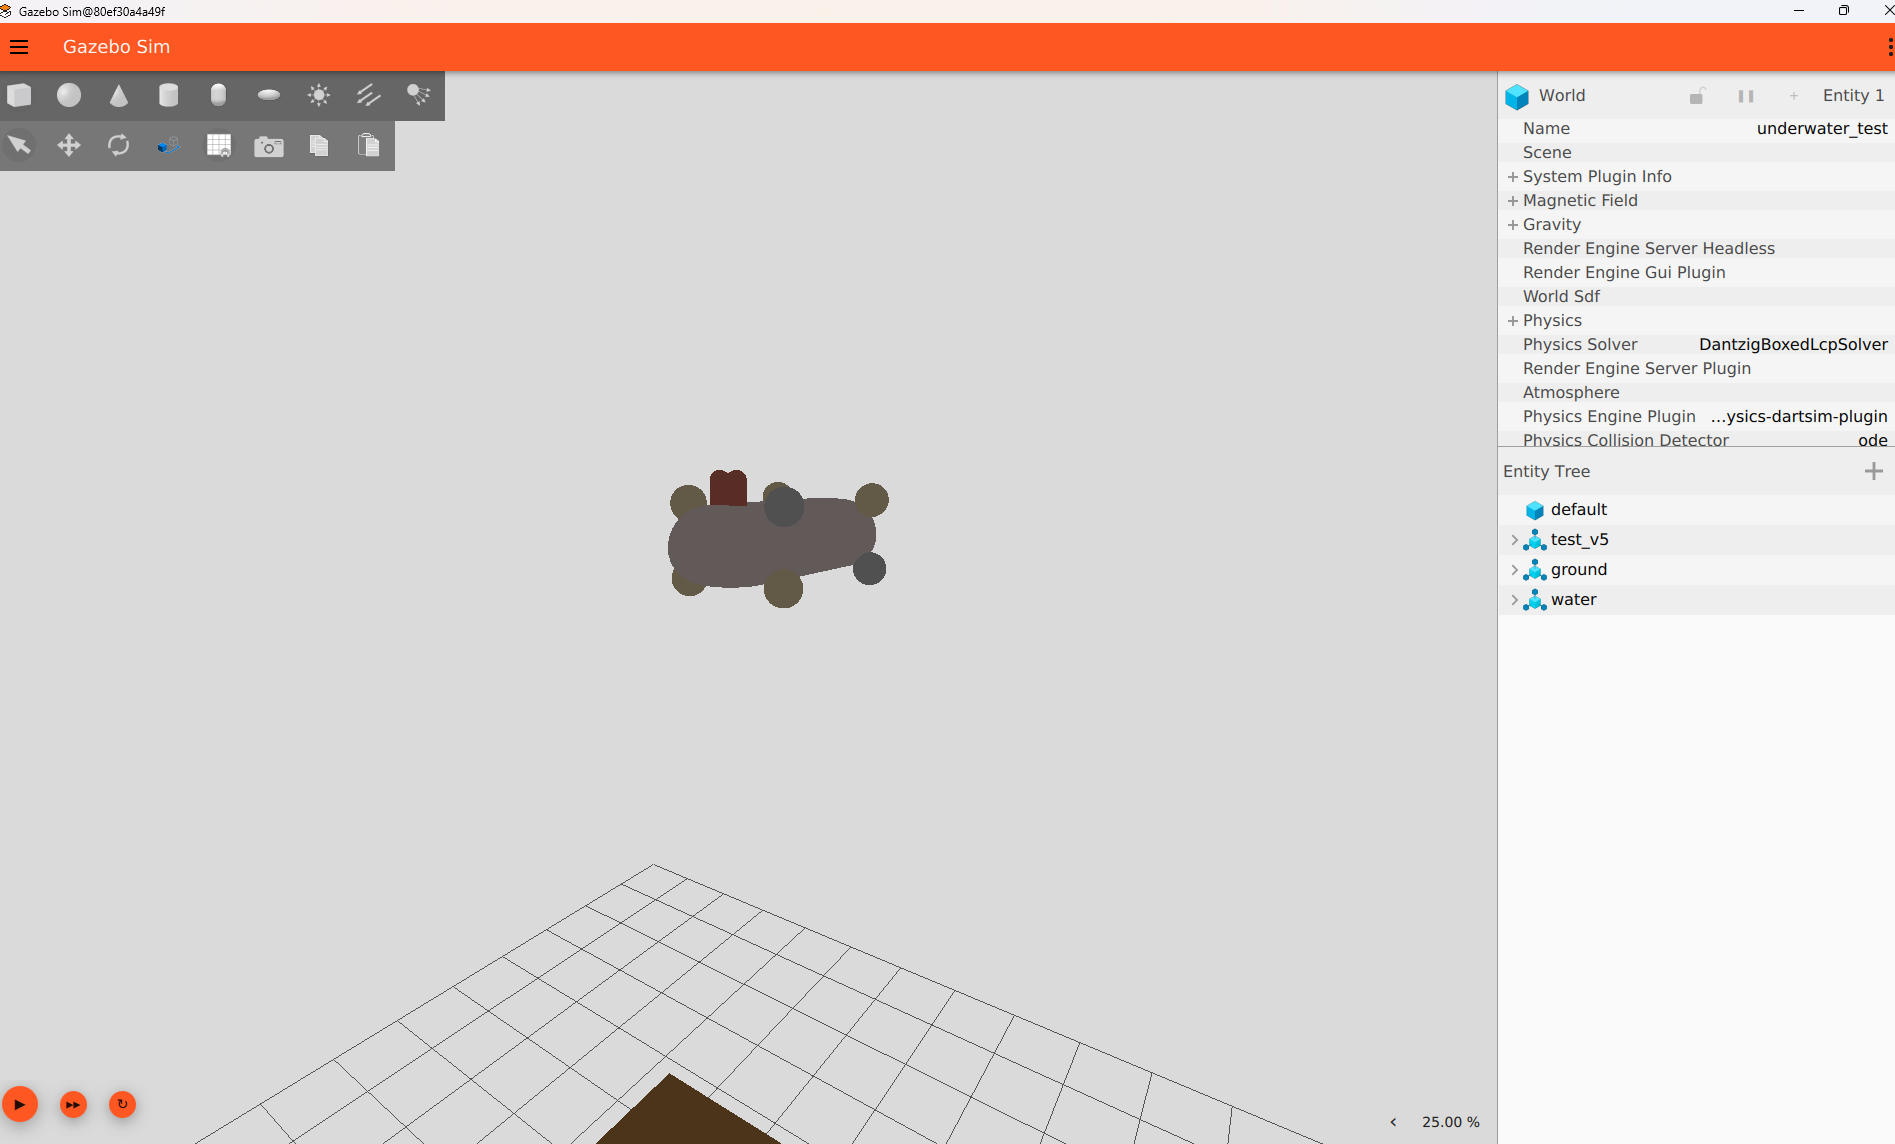 Gazebo Sim@80ef30a4a49f
Gazebo Sim
World + Entity 1
Name underwater_test
Scene
+ System Plugin Info
+ Magnetic Field
+ Gravity
Render Engine Server Headless
Render Engine Gui Plugin
World Sdf
+ Physics
Physics Solver DantzigBoxedLcpSolver
Render Engine Server Plugin
Atmosphere
Physics Engine Plugin ...ysics-dartsim-plugin
Physics Collision Detector ode
Entity Tree +
default
test_v5
ground
water
25.00 %